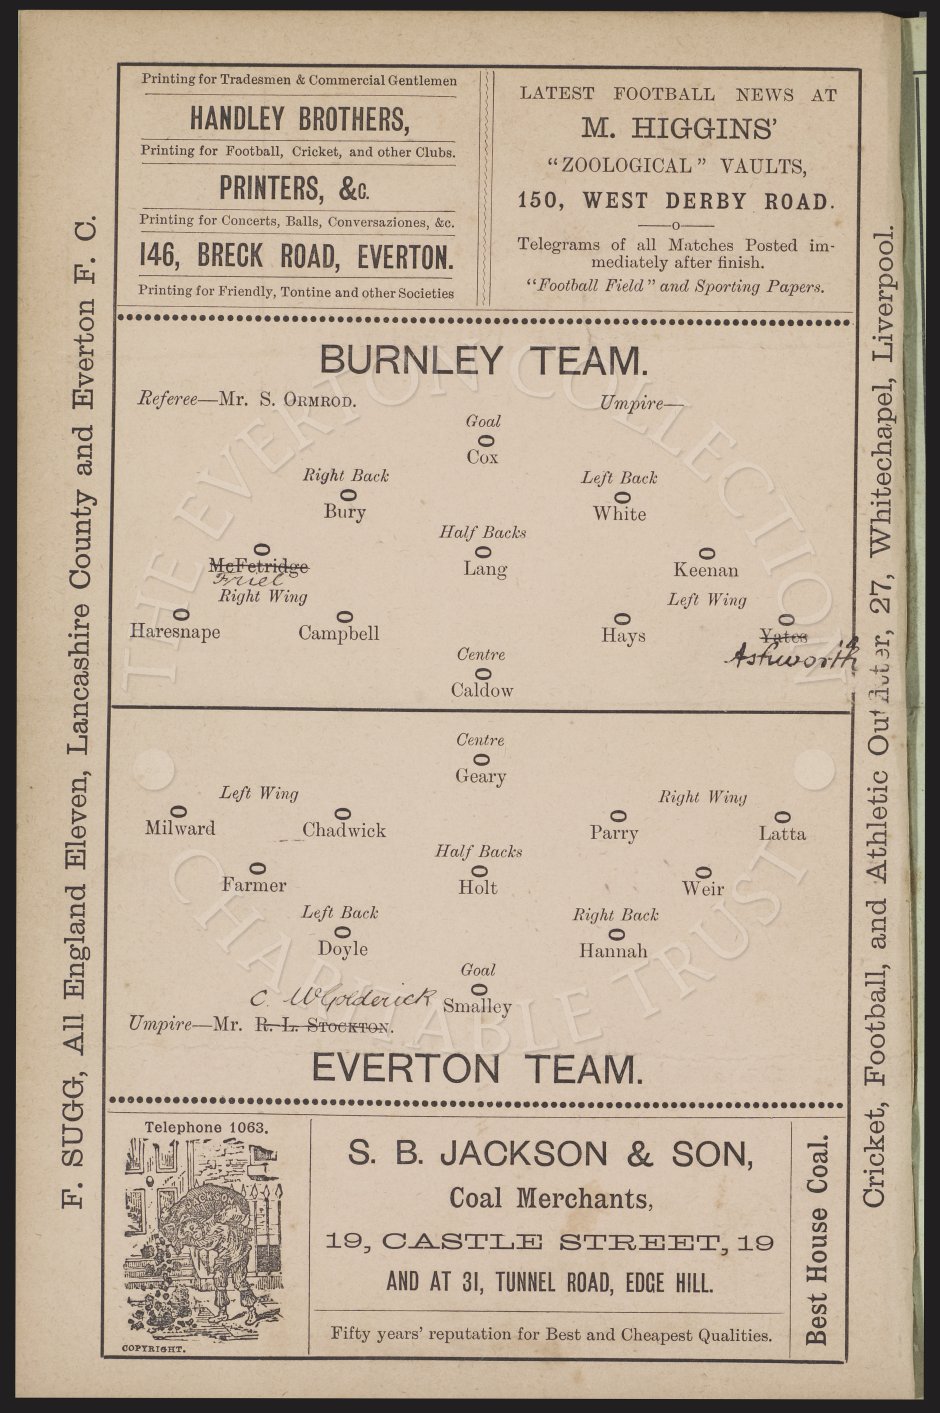 Printing for Tradesmen & Commercial Gentlemen
HANDLEY BROTHERS,
Printing for Football, Cricket, and other Clubs.
PRINTERS, &c.
Printing for Concerts, Balls, Conversaziones, &c.
146, BRECK ROAD, EVERTON.
Printing for Friendly, Tontine and other Societies
LATEST FOOTBALL NEWS AT
M. HIGGINS'
"ZOOLOGICAL" VAULTS,
150, WEST DERBY ROAD.
Telegrams of all Matches Posted im-
mediately after finish.
"Football Field" and Sporting Papers.
F. SUGG, All England Eleven, Lancashire County and Everton F. C.
BURNLEY TEAM.
Referee—Mr. S. ORMROD. Umpire—
Goal
Cox
Right Back Left Back
Bury White
Half Backs
McFetridge Lang Keenan
Friel
Right Wing Left Wing
Haresnape Campbell Hays Yates
Ashworth
Centre
Caldow
Centre
Geary
Left Wing Right Wing
Milward Chadwick Parry Latta
Half Backs
Farmer Holt Weir
Left Back Right Back
Doyle Hannah
Goal
C. Smalley
Umpire—Mr. R. L. STOCKTON.
EVERTON TEAM.
Telephone 1063.
JACKSON
COPYRIGHT.
S. B. JACKSON & SON,
Coal Merchants,
19, CASTLE STREET, 19
AND AT 31, TUNNEL ROAD, EDGE HILL.
Fifty years' reputation for Best and Cheapest Qualities.
Best House Coal.
Cricket, Football, and Athletic Outfitter, 27, Whitechapel, Liverpool.
THE EVERTON COLLECTION
CHARITABLE TRUST